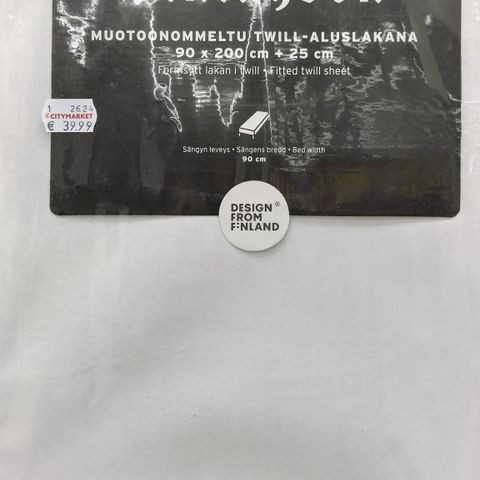 MUOTOONOMMELTU TWILL-ALUSLAKANA
90 x 200 cm + 25 cm
Formsytt lakan i twill • Fitted twill sheet
1 26.24
K CITYMARKET
€ 39.99
Sängyn leveys • Sängens bredd • Bed width
90 cm
DESIGN®
FROM
FINLAND